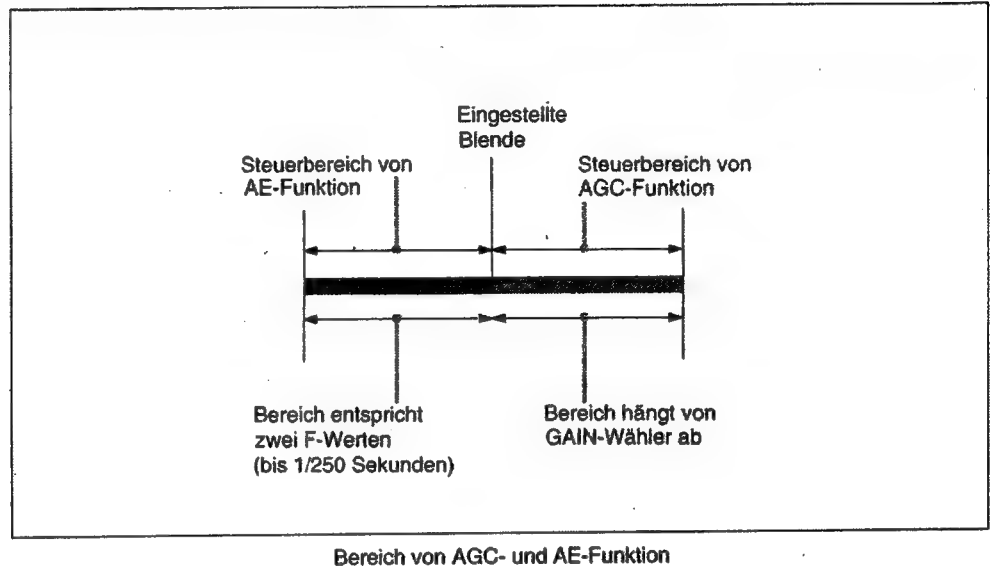 Eingestellte
Blende
Steuerbereich von
AE-Funktion
Steuerbereich von
AGC-Funktion
Bereich entspricht
zwei F-Werten
(bis 1/250 Sekunden)
Bereich hängt von
GAIN-Wähler ab
Bereich von AGC- und AE-Funktion